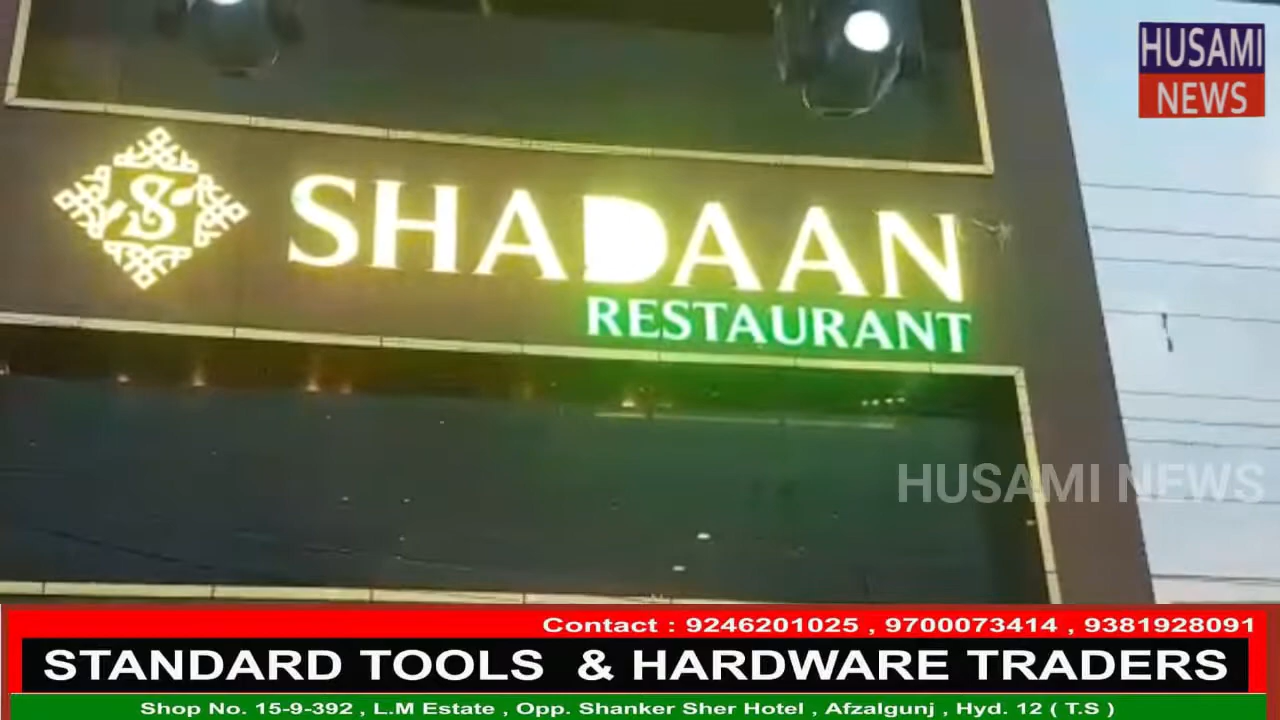 HUSAMI
NEWS
S
SHADAAN
RESTAURANT
HUSAMI NEWS
Contact : 9246201025 , 9700073414 , 9381928091
STANDARD TOOLS & HARDWARE TRADERS
Shop No. 15-9-392 , L.M Estate , Opp. Shanker Sher Hotel , Afzalgunj , Hyd. 12 ( T.S )